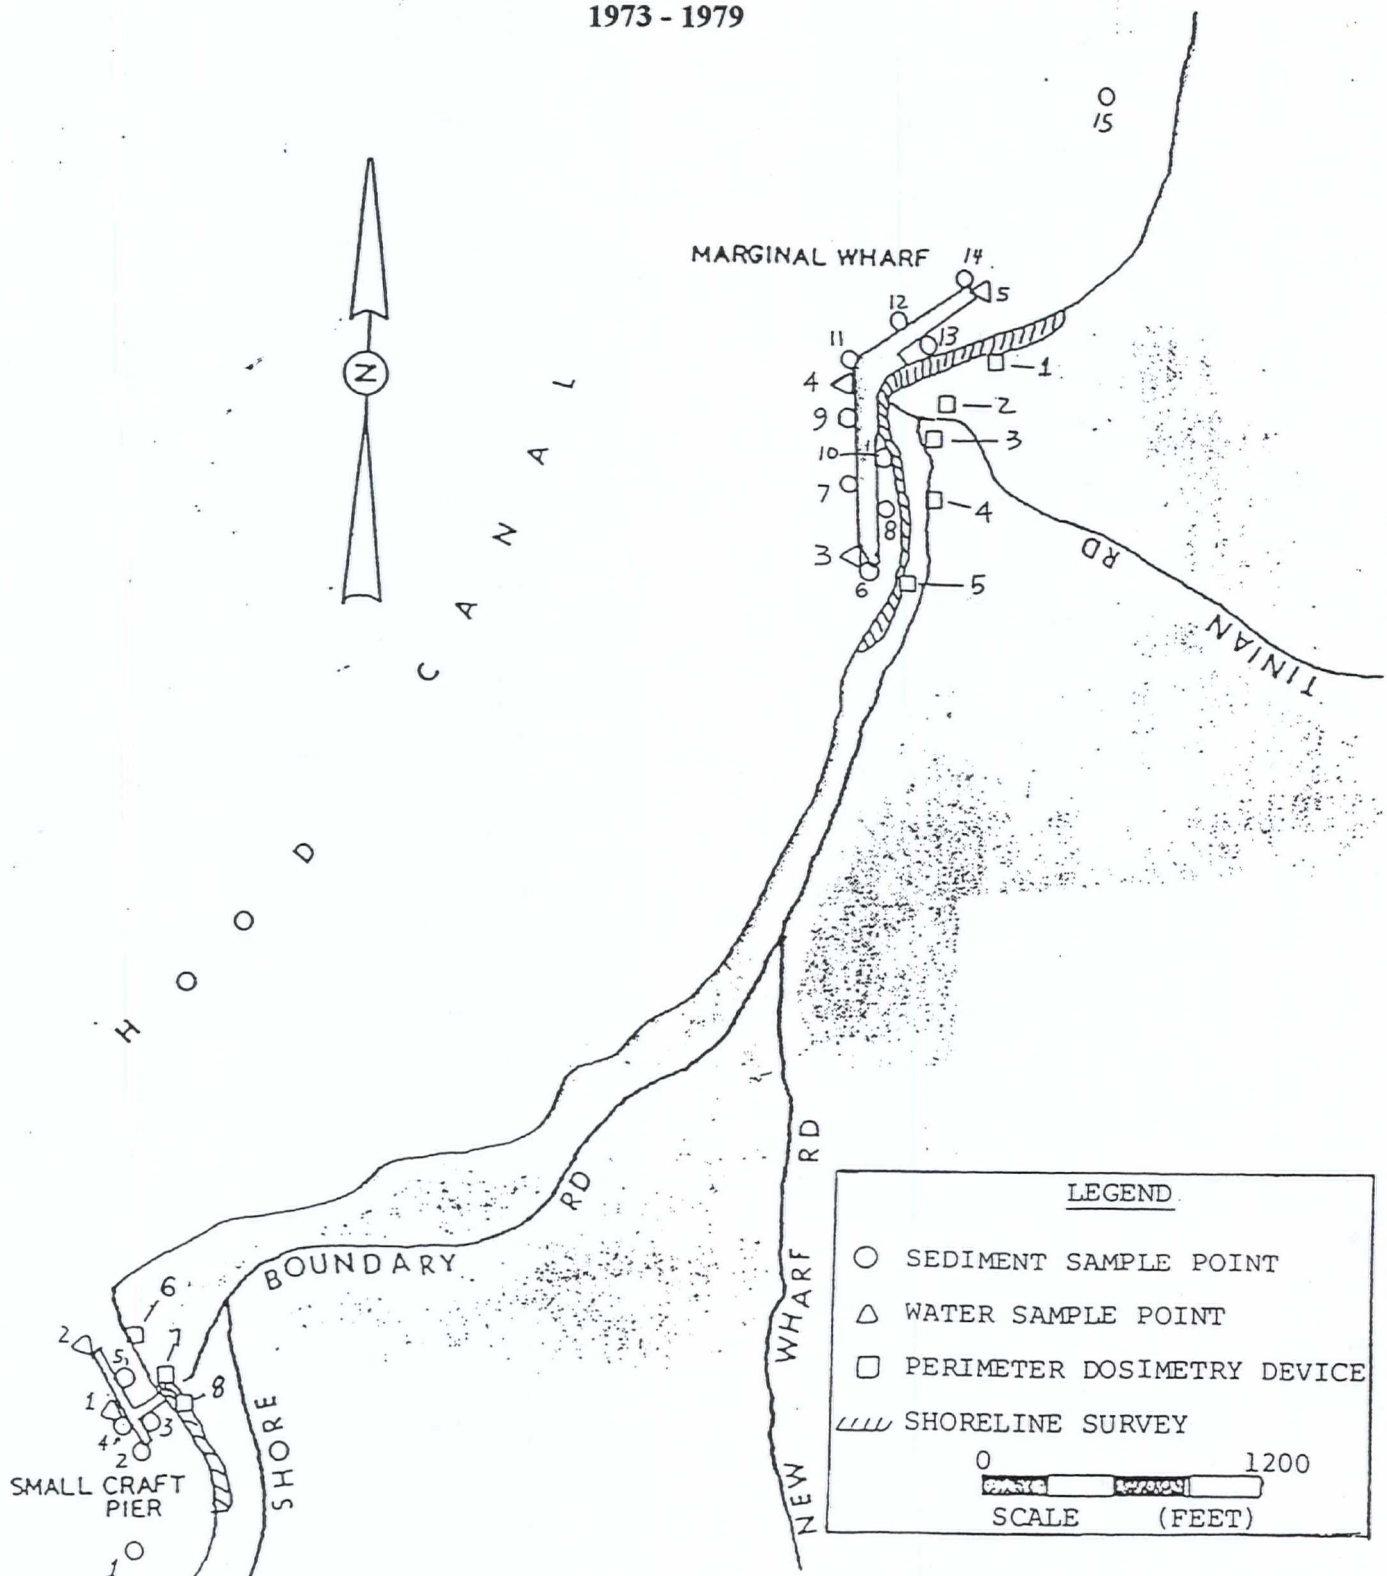 1973 - 1979
15
MARGINAL WHARF
14
5
12
13
11
4
1
9
2
3
10
7
4
8
3
6
5
N
HOOD CANAL
TINIAN RD
BOUNDARY RD
NEW WHARF RD
SHORE
6
7
2
5
8
1
4
3
2
SMALL CRAFT
PIER
1
LEGEND
SEDIMENT SAMPLE POINT
WATER SAMPLE POINT
PERIMETER DOSIMETRY DEVICE
SHORELINE SURVEY
0 1200
SCALE (FEET)